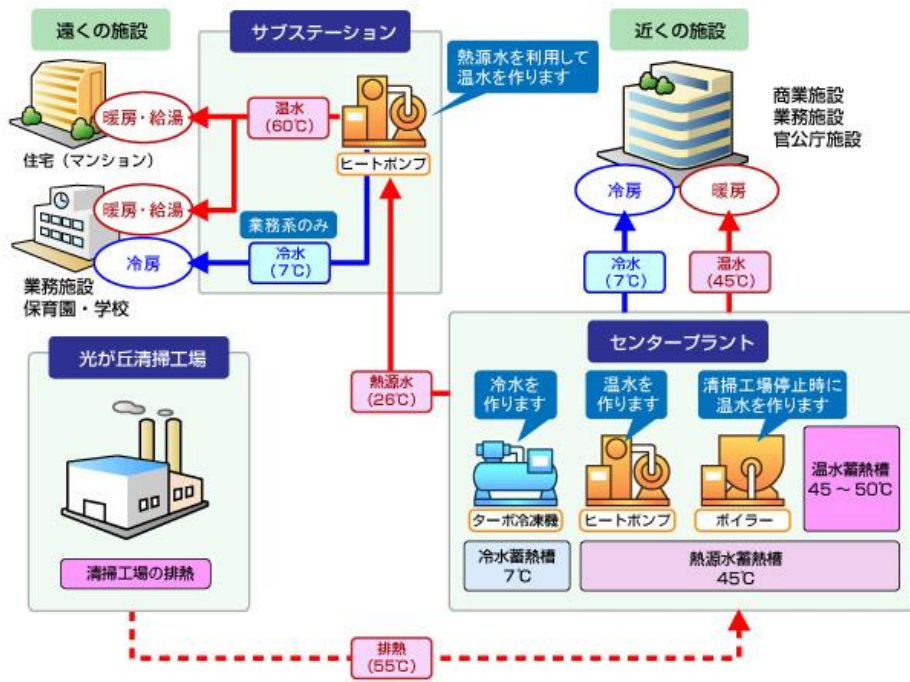 遠くの施設
サブステーション
近くの施設
熱源水を利用して
温水を作ります
暖房・給湯
温水
(60℃)
ヒートポンプ
住宅（マンション）
商業施設
業務施設
官公庁施設
暖房・給湯
業務系のみ
冷房
冷水
(7℃)
業務施設
保育園・学校
冷房
暖房
冷水
(7℃)
温水
(45℃)
光が丘清掃工場
清掃工場の排熱
熱源水
(26℃)
センタープラント
冷水を
作ります
温水を
作ります
清掃工場停止時に
温水を作ります
ターボ冷凍機
ヒートポンプ
ボイラー
温水蓄熱槽
45～50℃
冷水蓄熱槽
7℃
熱源水蓄熱槽
45℃
排熱
(55℃)